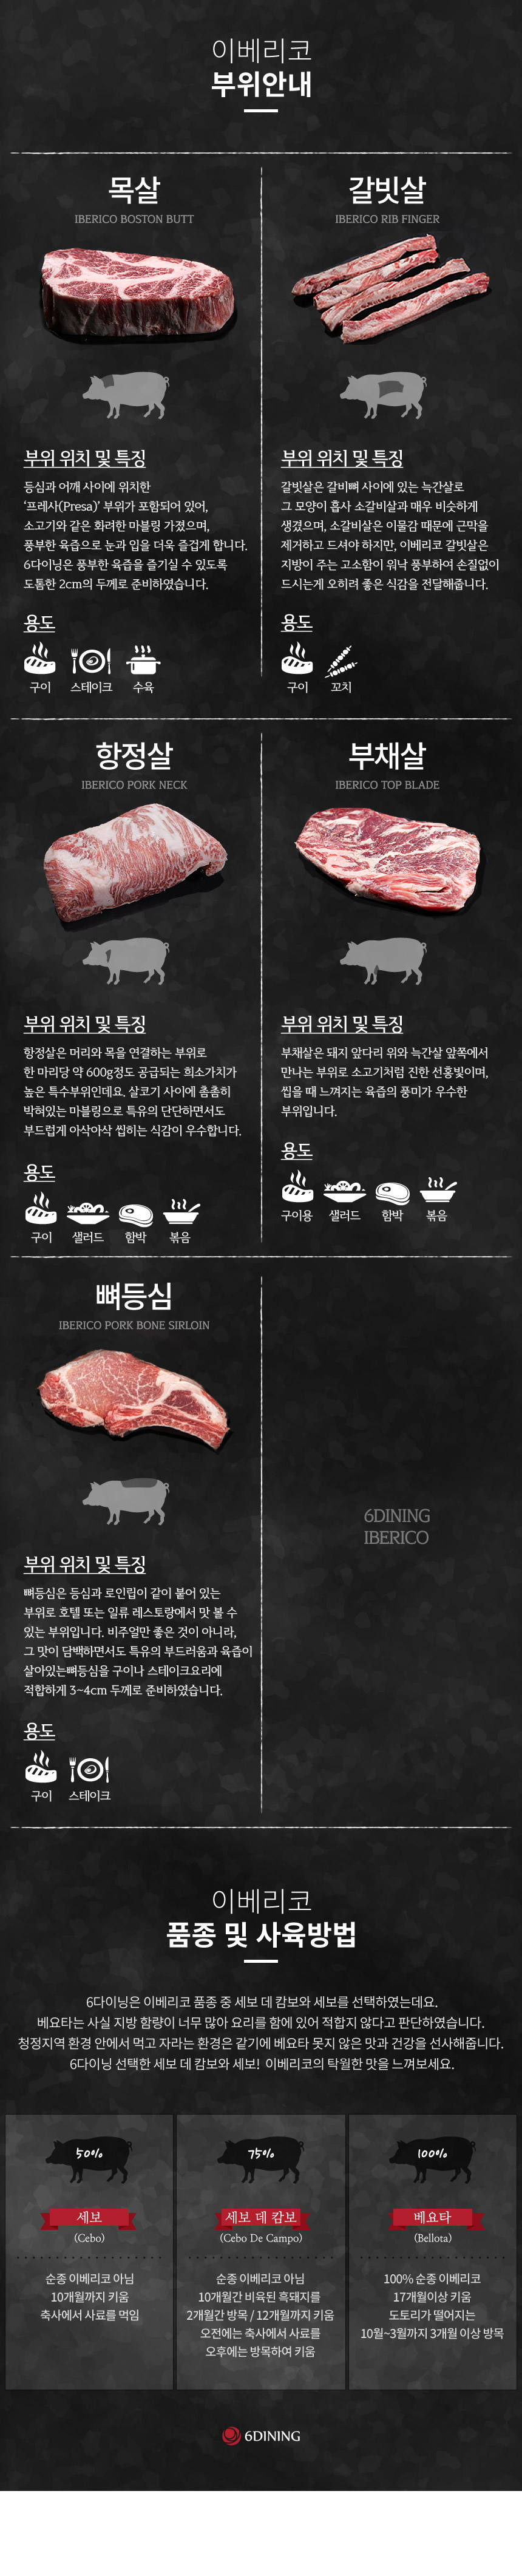 이베리코
부위안내
목살
IBERICO BOSTON BUTT
부위 위치 및 특징
등심과 어깨 사이에 위치한
‘프레사(Presa)’ 부위가 포함되어 있어,
소고기와 같은 화려한 마블링 가졌으며,
풍부한 육즙으로 눈과 입을 더욱 즐겁게 합니다.
6다이닝은 풍부한 육즙을 즐기실 수 있도록
도톰한 2cm의 두께로 준비하였습니다.
용도
구이 스테이크 수육
갈빗살
IBERICO RIB FINGER
부위 위치 및 특징
갈빗살은 갈비뼈 사이에 있는 늑간살로
그 모양이 흡사 소갈비살과 매우 비슷하게
생겼으며, 소갈비살은 이물감 때문에 근막을
제거하고 드셔야 하지만, 이베리코 갈빗살은
지방이 주는 고소함이 워낙 풍부하여 손질없이
드시는게 오히려 좋은 식감을 전달해줍니다.
용도
구이 꼬치
항정살
IBERICO PORK NECK
부위 위치 및 특징
항정살은 머리와 목을 연결하는 부위로
한 마리당 약 600g정도 공급되는 희소가치가
높은 특수부위인데요. 살코기 사이에 촘촘히
박혀있는 마블링으로 특유의 단단하면서도
부드럽게 아삭아삭 씹히는 식감이 우수합니다.
용도
구이 샐러드 함박 볶음
부채살
IBERICO TOP BLADE
부위 위치 및 특징
부채살은 돼지 앞다리 위와 늑간살 앞쪽에서
만나는 부위로 소고기처럼 진한 선홍빛이며,
씹을 때 느껴지는 육즙의 풍미가 우수한
부위입니다.
용도
구이용 샐러드 함박 볶음
뼈등심
IBERICO PORK BONE SIRLOIN
부위 위치 및 특징
뼈등심은 등심과 로인립이 같이 붙어 있는
부위로 호텔 또는 일류 레스토랑에서 맛 볼 수
있는 부위입니다. 비주얼만 좋은 것이 아니라,
그 맛이 담백하면서도 특유의 부드러움과 육즙이
살아있는뼈등심을 구이나 스테이크요리에
적합하게 3~4cm 두께로 준비하였습니다.
용도
구이 스테이크
6DINING
IBERICO
이베리코
품종 및 사육방법
6다이닝은 이베리코 품종 중 세보 데 캄보와 세보를 선택하였는데요.
베요타는 사실 지방 함량이 너무 많아 요리를 함에 있어 적합지 않다고 판단하였습니다.
청정지역 환경 안에서 먹고 자라는 환경은 같기에 베요타 못지 않은 맛과 건강을 선사해줍니다.
6다이닝 선택한 세보 데 캄보와 세보! 이베리코의 탁월한 맛을 느껴보세요.
50%
세보
(Cebo)
순종 이베리코 아님
10개월까지 키움
축사에서 사료를 먹임
75%
세보 데 캄보
(Cebo De Campo)
순종 이베리코 아님
10개월간 비육된 흑돼지를
2개월간 방목 / 12개월까지 키움
오전에는 축사에서 사료를
오후에는 방목하여 키움
100%
베요타
(Bellota)
100% 순종 이베리코
17개월이상 키움
도토리가 떨어지는
10월~3월까지 3개월 이상 방목
6DINING